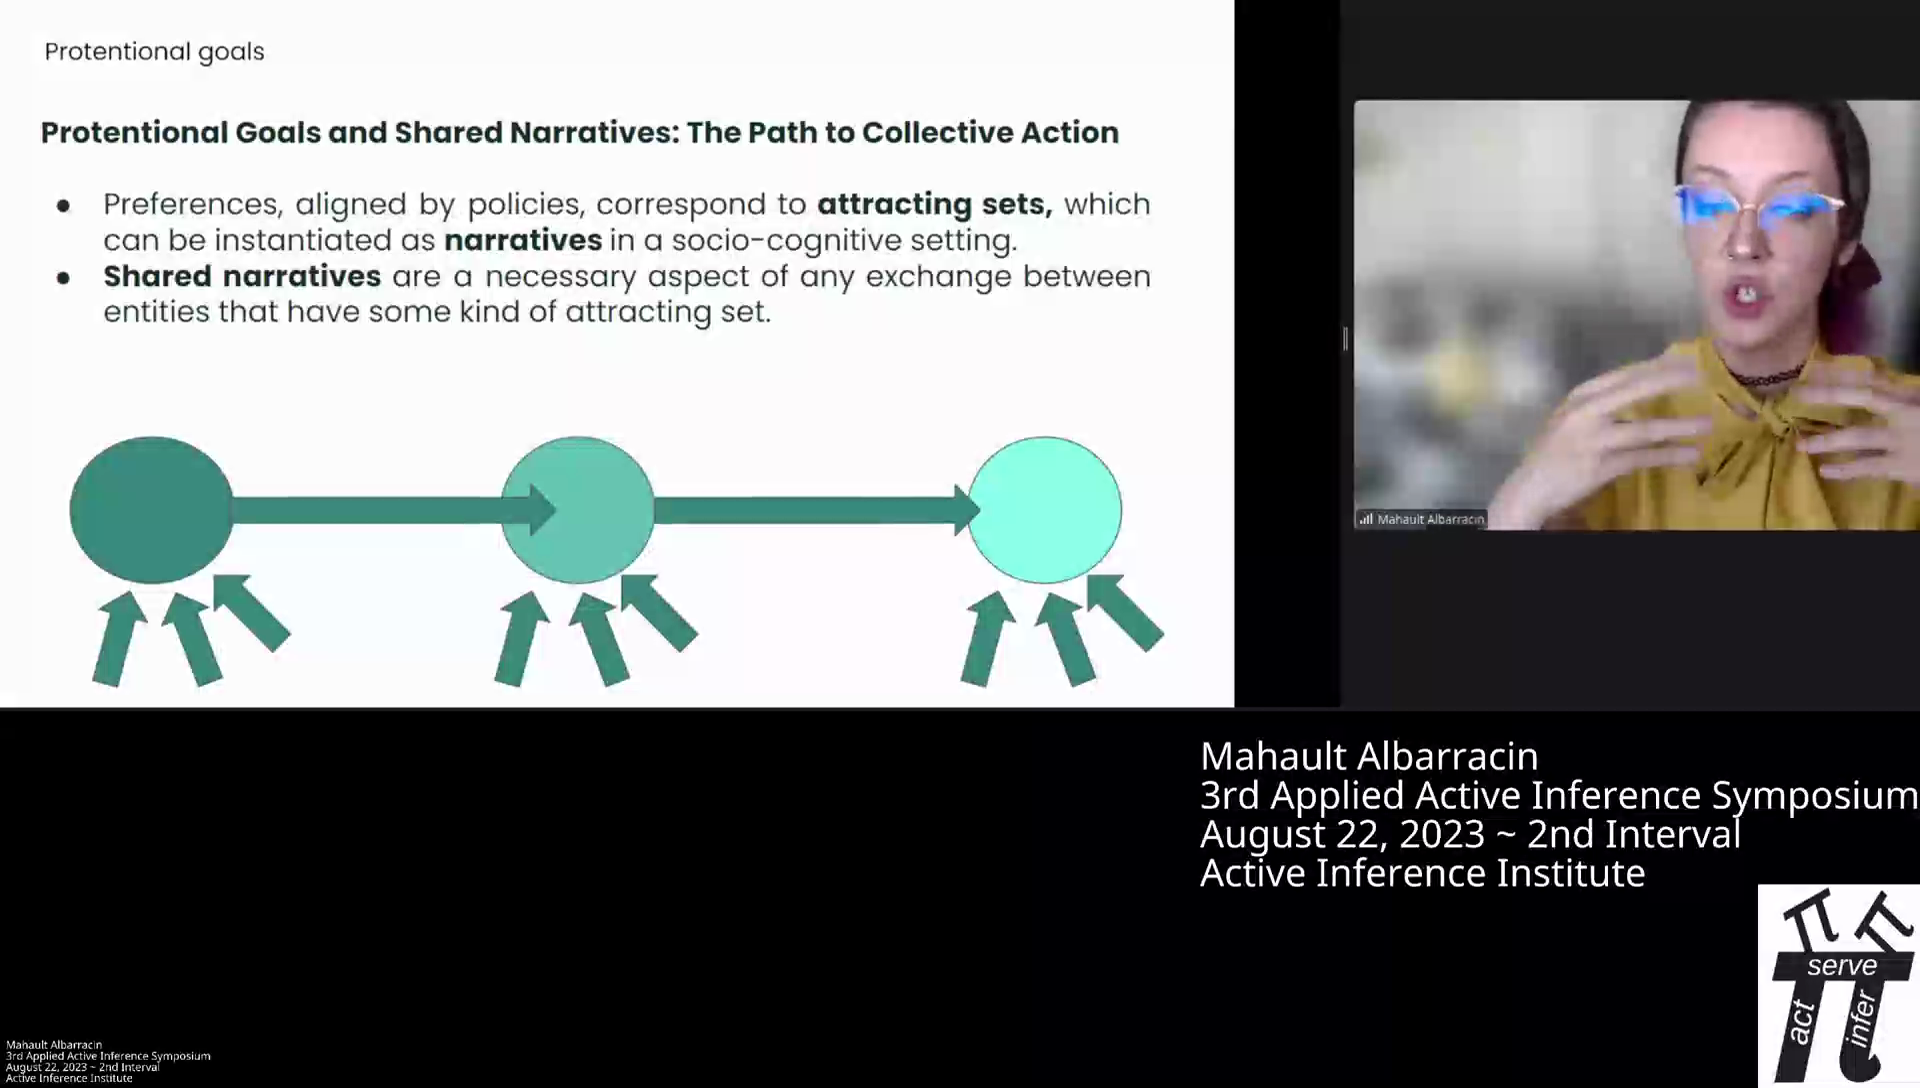 Protentional goals
Protentional Goals and Shared Narratives: The Path to Collective Action
● Preferences, aligned by policies, correspond to attracting sets, which
can be instantiated as narratives in a socio-cognitive setting.
● Shared narratives are a necessary aspect of any exchange between
entities that have some kind of attracting set.
Mahault Albarracin
Mahault Albarracin
3rd Applied Active Inference Symposium
August 22, 2023 ~ 2nd Interval
Active Inference Institute
π π
serve
act
infer
Mahault Albarracin
3rd Applied Active Inference Symposium
August 22, 2023 ~ 2nd Interval
Active Inference Institute